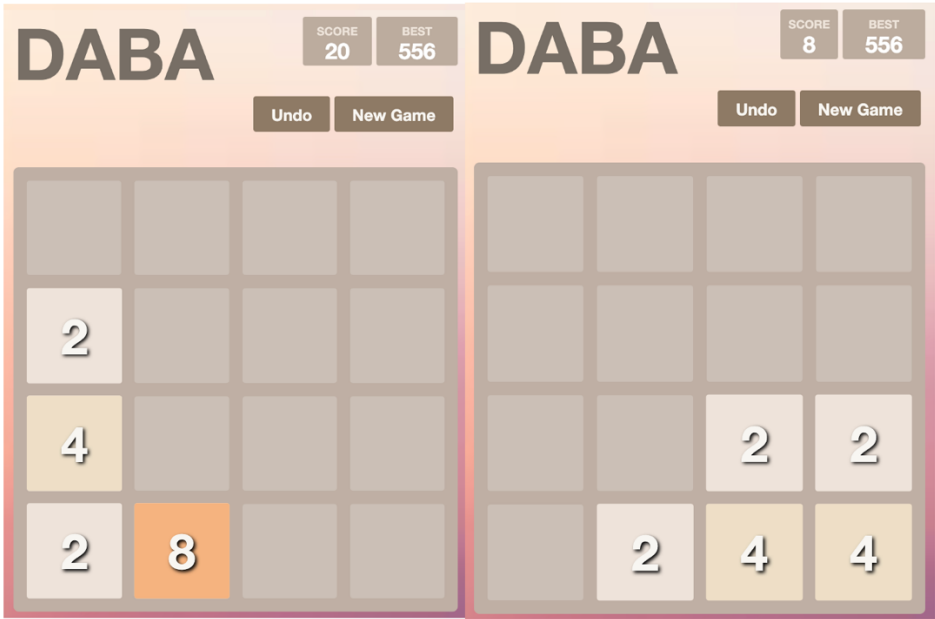 DABA
SCORE
20
BEST
556
Undo
New Game
2
4
2 8
DABA
SCORE
8
BEST
556
Undo
New Game
2 2
2 4 4